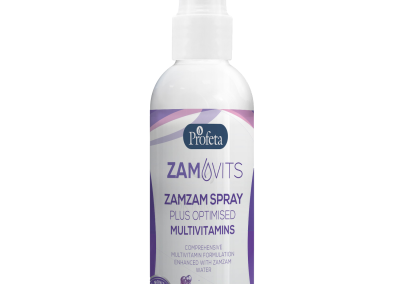 Profeta
ZAMVITS
ZAMZAM SPRAY
PLUS OPTIMISED
MULTIVITAMINS
COMPREHENSIVE
MULTIVITAMIN FORMULATION
ENHANCED WITH ZAMZAM
WATER